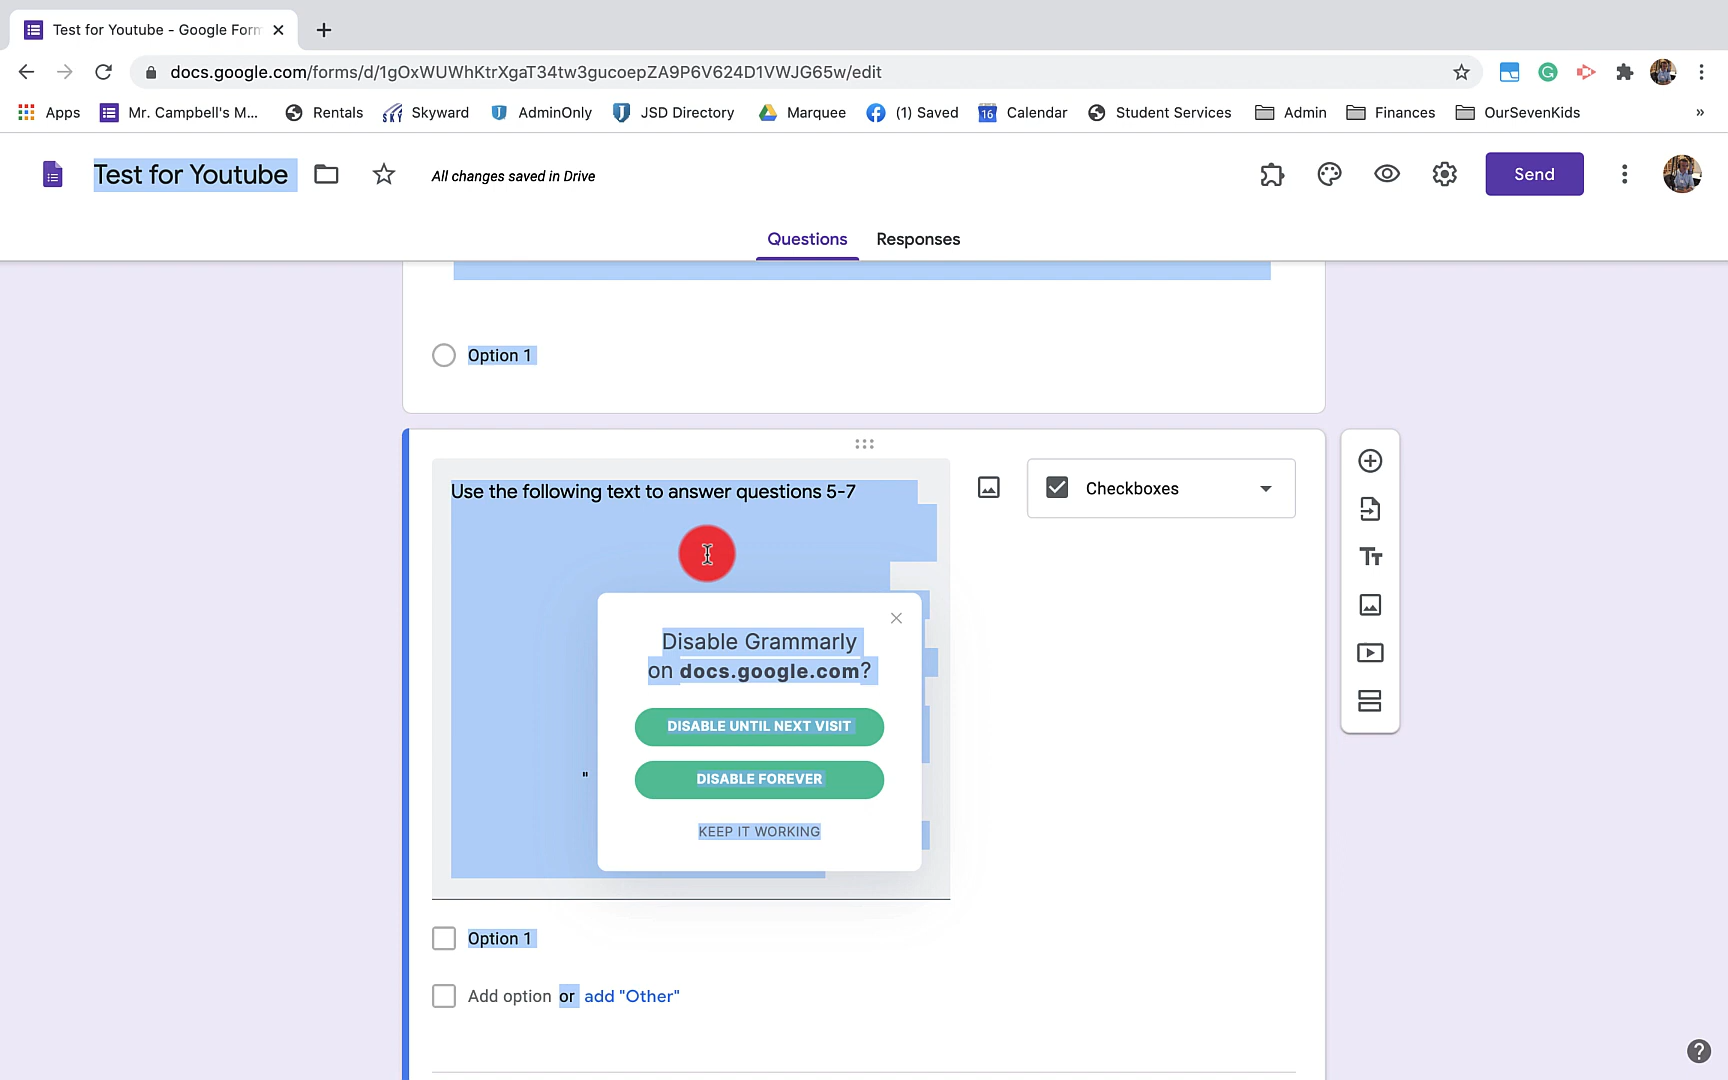 Test for Youtube - Google Form
docs.google.com/forms/d/1gOxWUWhKtrXgaT34tw3gucoepZA9P6V624D1VWJG65w/edit
Apps Mr. Campbell's M... Rentals Skyward AdminOnly JSD Directory Marquee (1) Saved 16 Calendar Student Services Admin Finances OurSevenKids »
Test for Youtube All changes saved in Drive Send
Questions Responses
Option 1
Use the following text to answer questions 5-7
Checkboxes
Tт
Disable Grammarly
on docs.google.com?
DISABLE UNTIL NEXT VISIT
"
DISABLE FOREVER
KEEP IT WORKING
Option 1
Add option or add "Other"